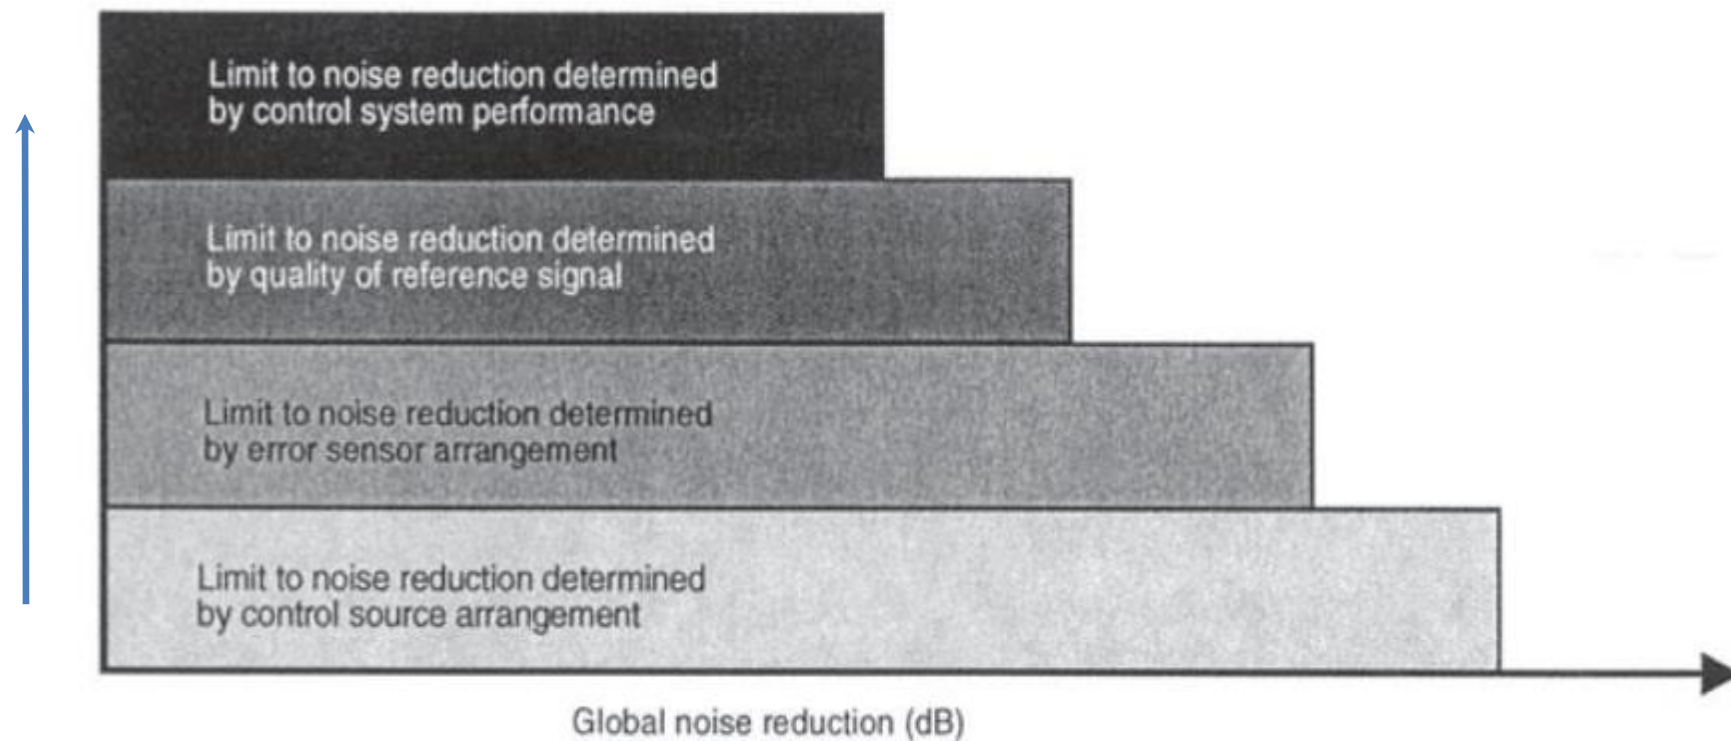 Limit to noise reduction determined
by control system performance
Limit to noise reduction determined
by quality of reference signal
Limit to noise reduction determined
by error sensor arrangement
Limit to noise reduction determined
by control source arrangement
Global noise reduction (dB)